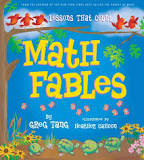 Lessons That Count
MATH
FABLES
by
GREG TANG
illustrated by
Heather Cahoon